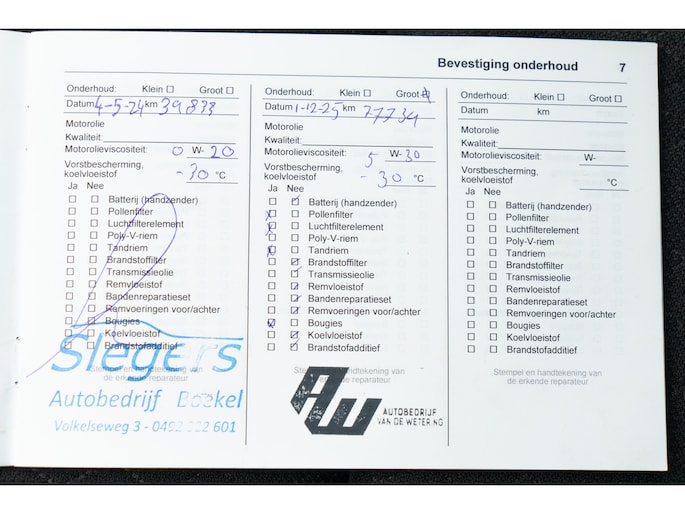 Bevestiging onderhoud 7
Onderhoud: Klein ☐ Groot ☐
Datum 4-5-24 km 39833
Motorolie
Kwaliteit:
Motorolieviscositeit: 0 W- 20
Vorstbescherming,
koelvloeistof -30 °C
Ja Nee
Batterij (handzender)
Pollenfilter
Luchtfilterelement
Poly-V-riem
Tandriem
Brandstoffilter
Transmissieolie
Remvloeistof
Bandenreparatieset
Remvoeringen voor/achter
Bougies
Koelvloeistof
Brandstofadditief
Stempel en handtekening van
de erkende reparateur
Slegers
Autobedrijf Boekel
Volkelseweg 3 - 0492 322 601
Onderhoud: Klein ☐ Groot ☒
Datum 1-12-25 km 77734
Motorolie
Kwaliteit:
Motorolieviscositeit: 5 W- 30
Vorstbescherming,
koelvloeistof -30 °C
Ja Nee
Batterij (handzender)
Pollenfilter
Luchtfilterelement
Poly-V-riem
Tandriem
Brandstoffilter
Transmissieolie
Remvloeistof
Bandenreparatieset
Remvoeringen voor/achter
Bougies
Koelvloeistof
Brandstofadditief
Stempel en handtekening van
de erkende reparateur
AW
AUTOBEDRIJF
VAN DE WETERING
Onderhoud: Klein ☐ Groot ☐
Datum km
Motorolie
Kwaliteit:
Motorolieviscositeit: W-
Vorstbescherming,
koelvloeistof °C
Ja Nee
Batterij (handzender)
Pollenfilter
Luchtfilterelement
Poly-V-riem
Tandriem
Brandstoffilter
Transmissieolie
Remvloeistof
Bandenreparatieset
Remvoeringen voor/achter
Bougies
Koelvloeistof
Brandstofadditief
Stempel en handtekening van
de erkende reparateur